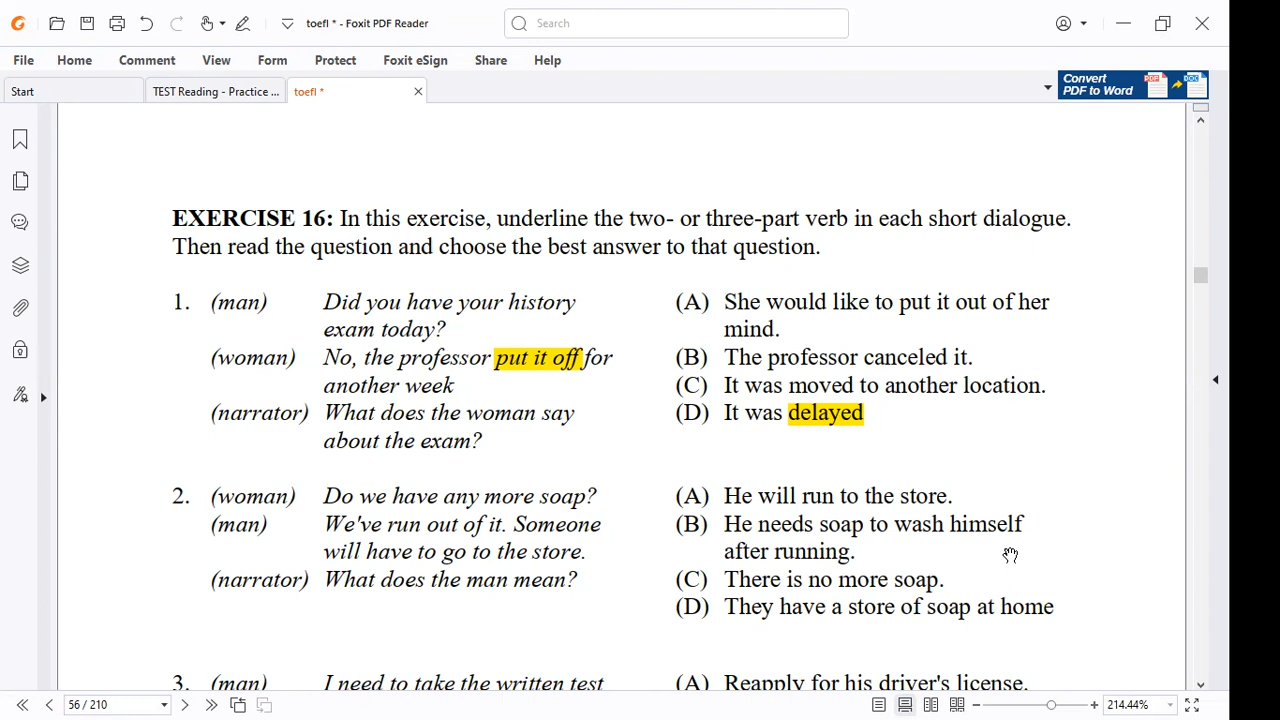 toefl * - Foxit PDF Reader
Search
File Home Comment View Form Protect Foxit eSign Share Help
Start
TEST Reading - Practice ...
toefl *
Convert
PDF to Word
PDF
DOC
EXERCISE 16: In this exercise, underline the two- or three-part verb in each short dialogue.
Then read the question and choose the best answer to that question.
1. (man) Did you have your history
exam today?
(woman) No, the professor put it off for
another week
(narrator) What does the woman say
about the exam?
(A) She would like to put it out of her
mind.
(B) The professor canceled it.
(C) It was moved to another location.
(D) It was delayed
2. (woman) Do we have any more soap?
(man) We've run out of it. Someone
will have to go to the store.
(narrator) What does the man mean?
(A) He will run to the store.
(B) He needs soap to wash himself
after running.
(C) There is no more soap.
(D) They have a store of soap at home
3. (man) I need to take the written test
(A) Reapply for his driver's license.
56 / 210
214.44%